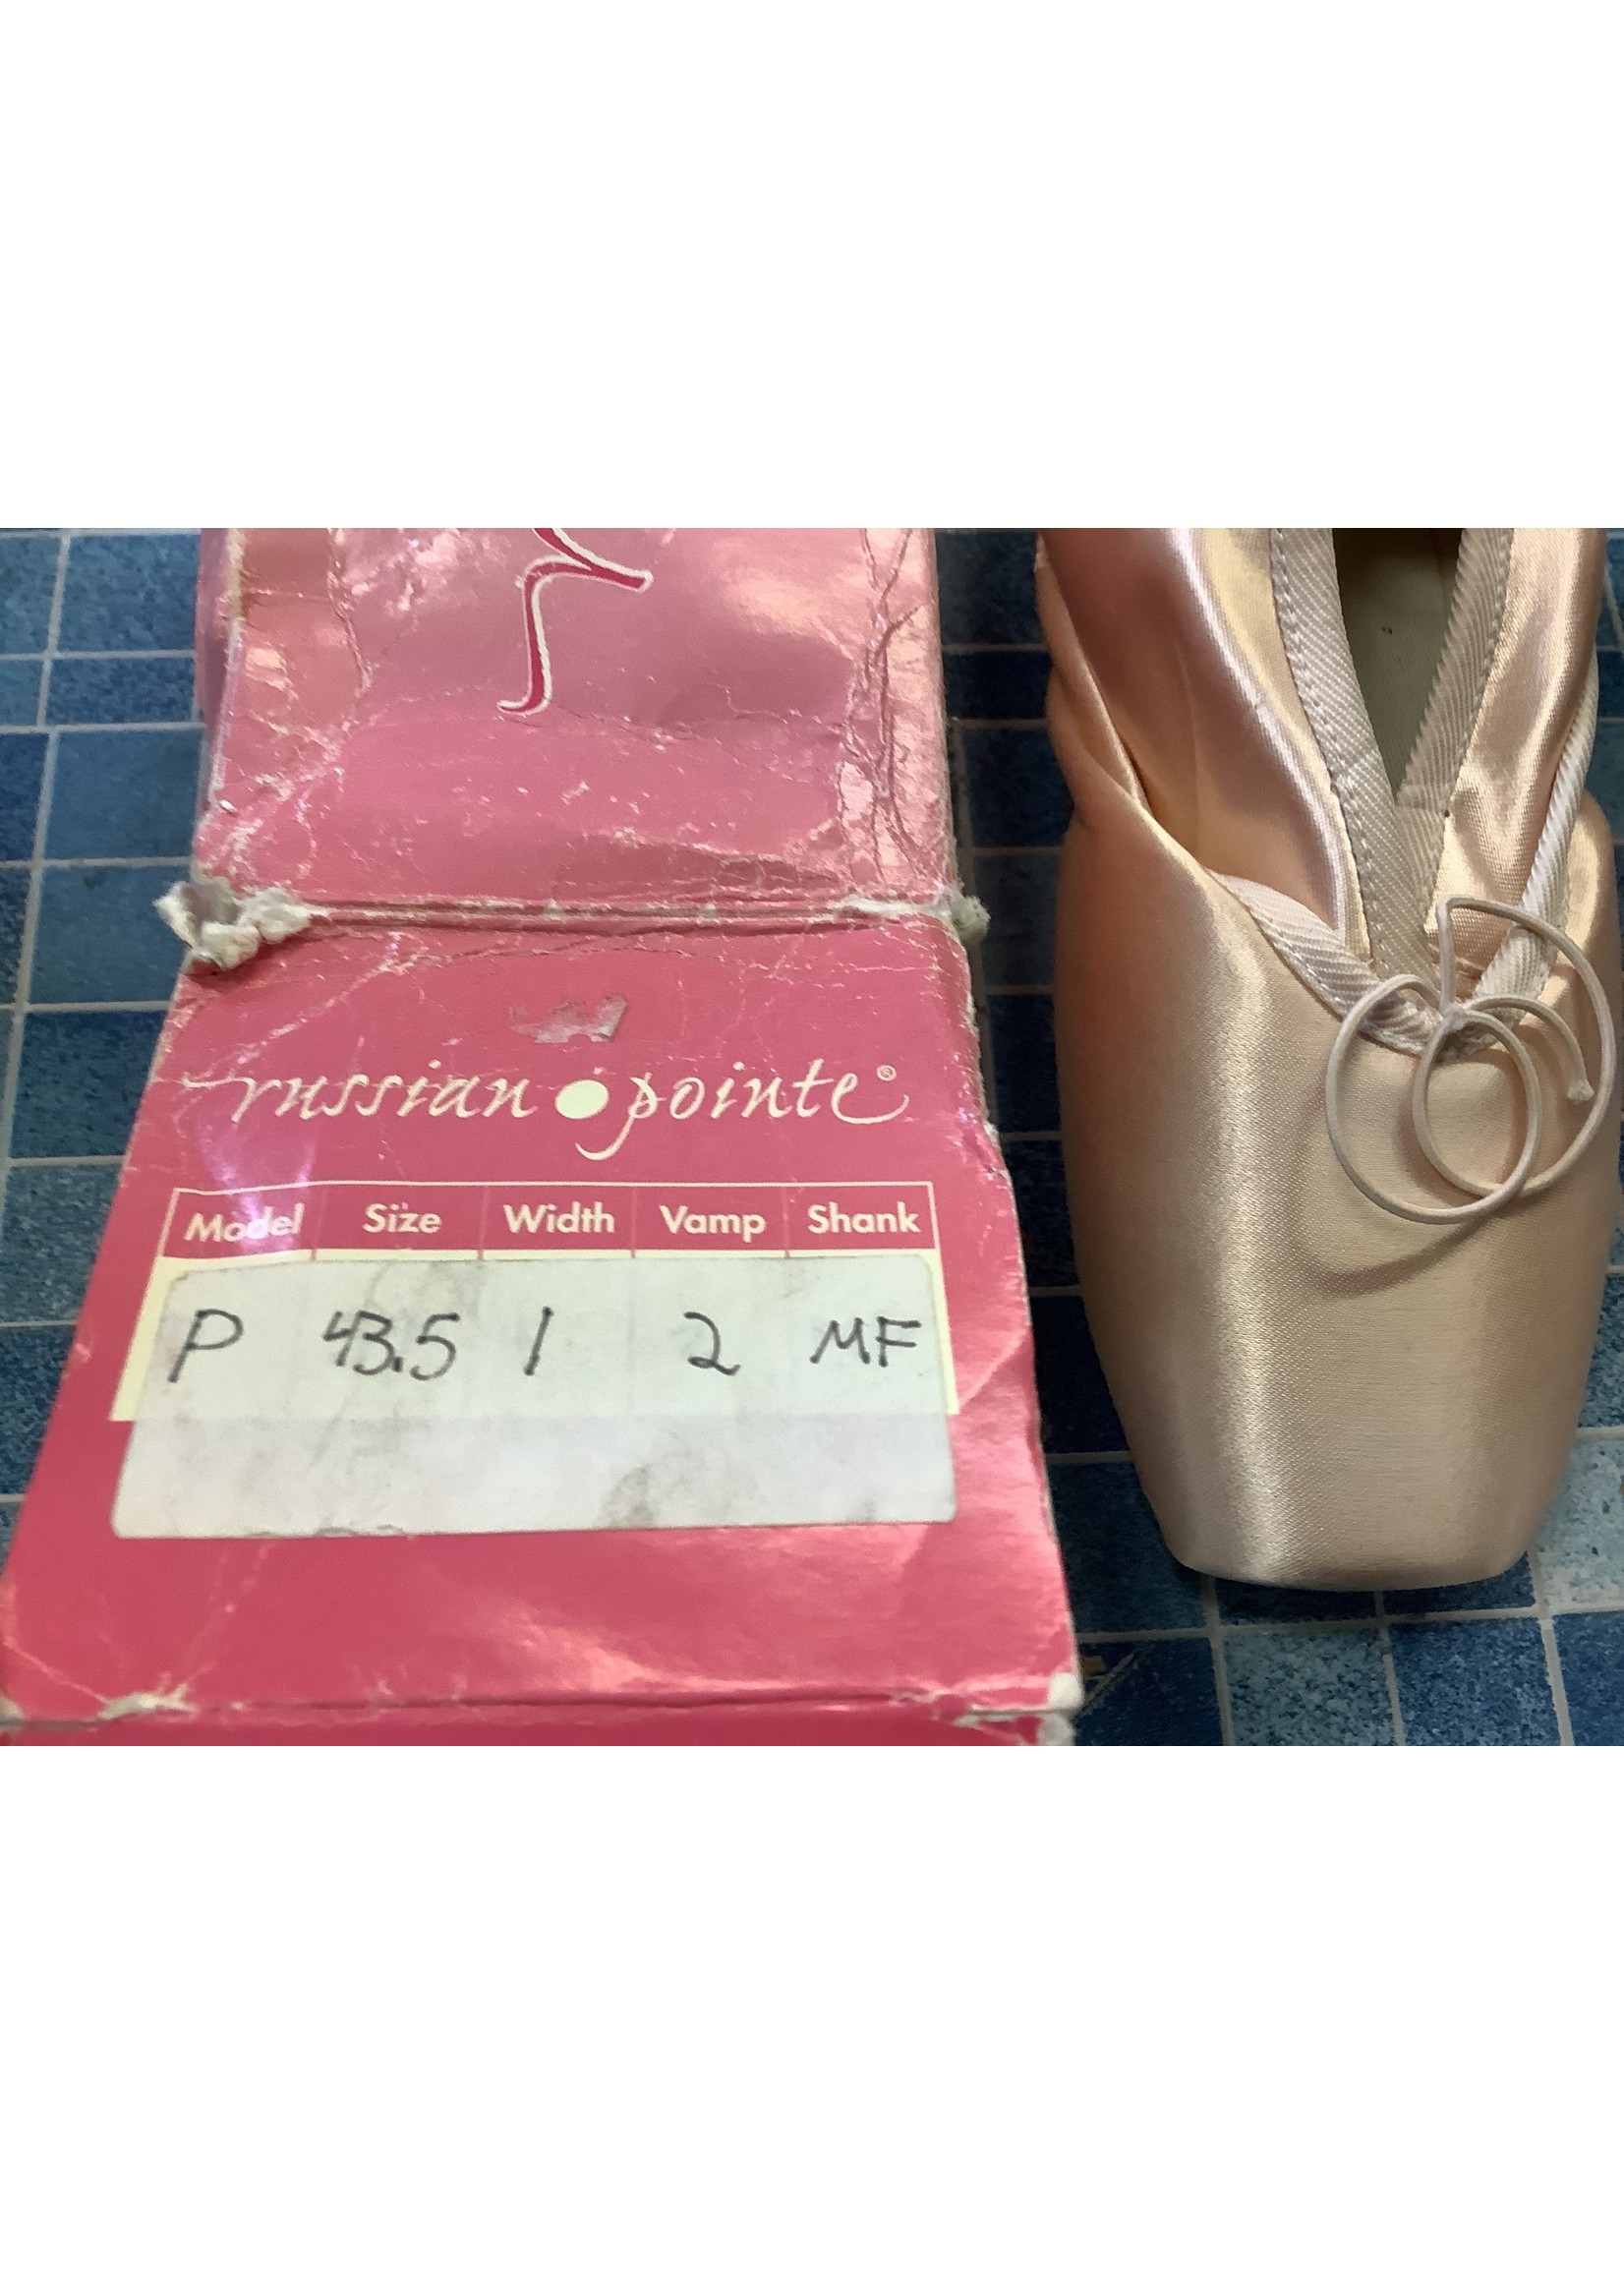 russian pointe®
Model Size Width Vamp Shank
P 43.5 1 2 MF